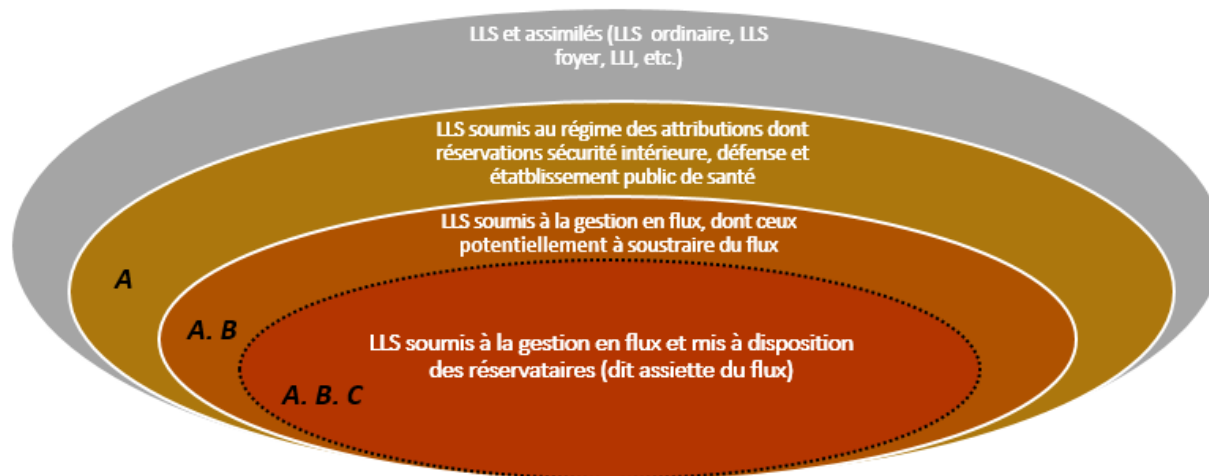 LLS et assimilés (LLS ordinaire, LLS
foyer, LLI, etc.)
LLS soumis au régime des attributions dont
réservations sécurité intérieure, défense et
étatblissement public de santé
LLS soumis à la gestion en flux, dont ceux
potentiellement à soustraire du flux
A
A. B
LLS soumis à la gestion en flux et mis à disposition
des réservataires (dit assiette du flux)
A. B. C